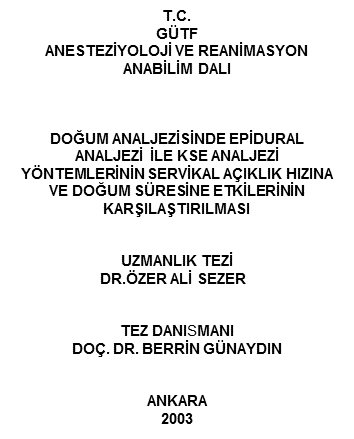 T.C.
GÜTF
ANESTEZİYOLOJİ VE REANİMASYON
ANABİLİM DALI
DOĞUM ANALJEZİSİNDE EPİDURAL
ANALJEZİ İLE KSE ANALJEZİ
YÖNTEMLERİNİN SERVİKAL AÇIKLIK HIZINA
VE DOĞUM SÜRESİNE ETKİLERİNİN
KARŞILAŞTIRILMASI
UZMANLIK TEZİ
DR.ÖZER ALİ SEZER
TEZ DANISMANI
DOÇ. DR. BERRİN GÜNAYDIN
ANKARA
2003